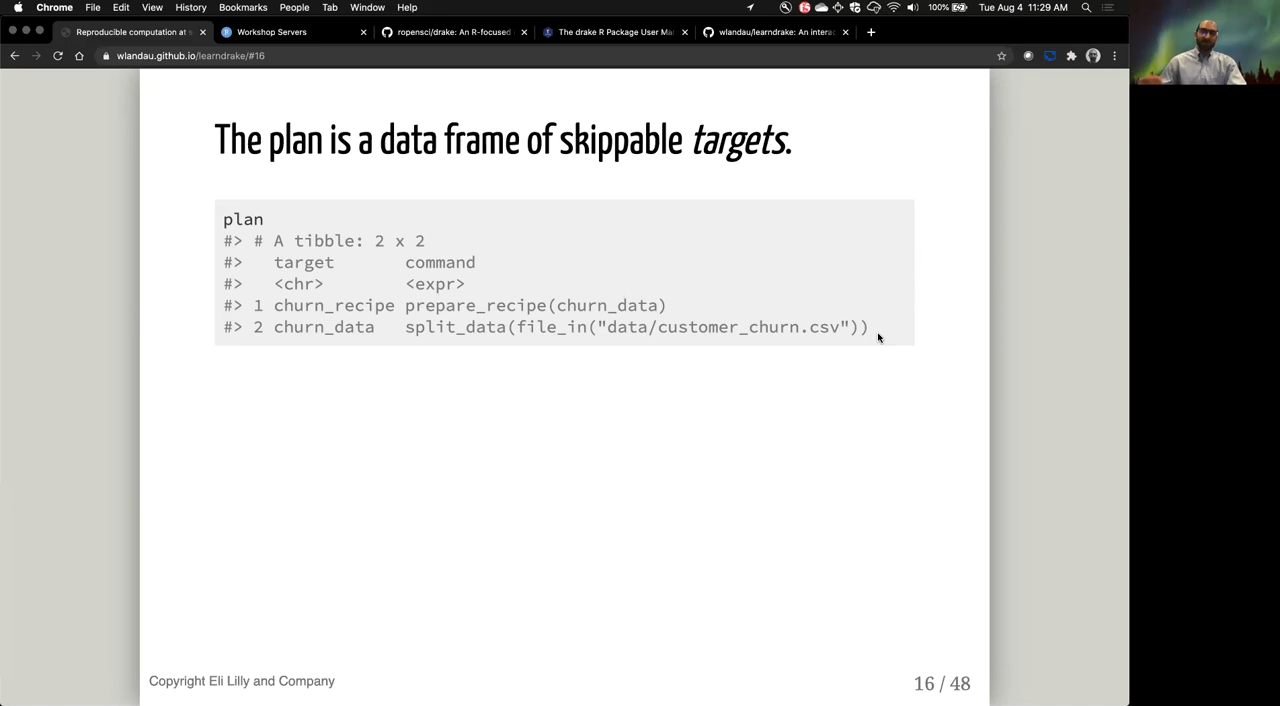 Chrome File Edit View History Bookmarks People Tab Window Help 100% Tue Aug 4 11:29 AM
Reproducible computation at s Workshop Servers ropensci/drake: An R-focused The drake R Package User Ma wlandau/learndrake: An intera
wlandau.github.io/learndrake/#16
The plan is a data frame of skippable targets.
plan
#> # A tibble: 2 x 2
#> target command
#> <chr> <expr>
#> 1 churn_recipe prepare_recipe(churn_data)
#> 2 churn_data split_data(file_in("data/customer_churn.csv"))
Copyright Eli Lilly and Company
16 / 48